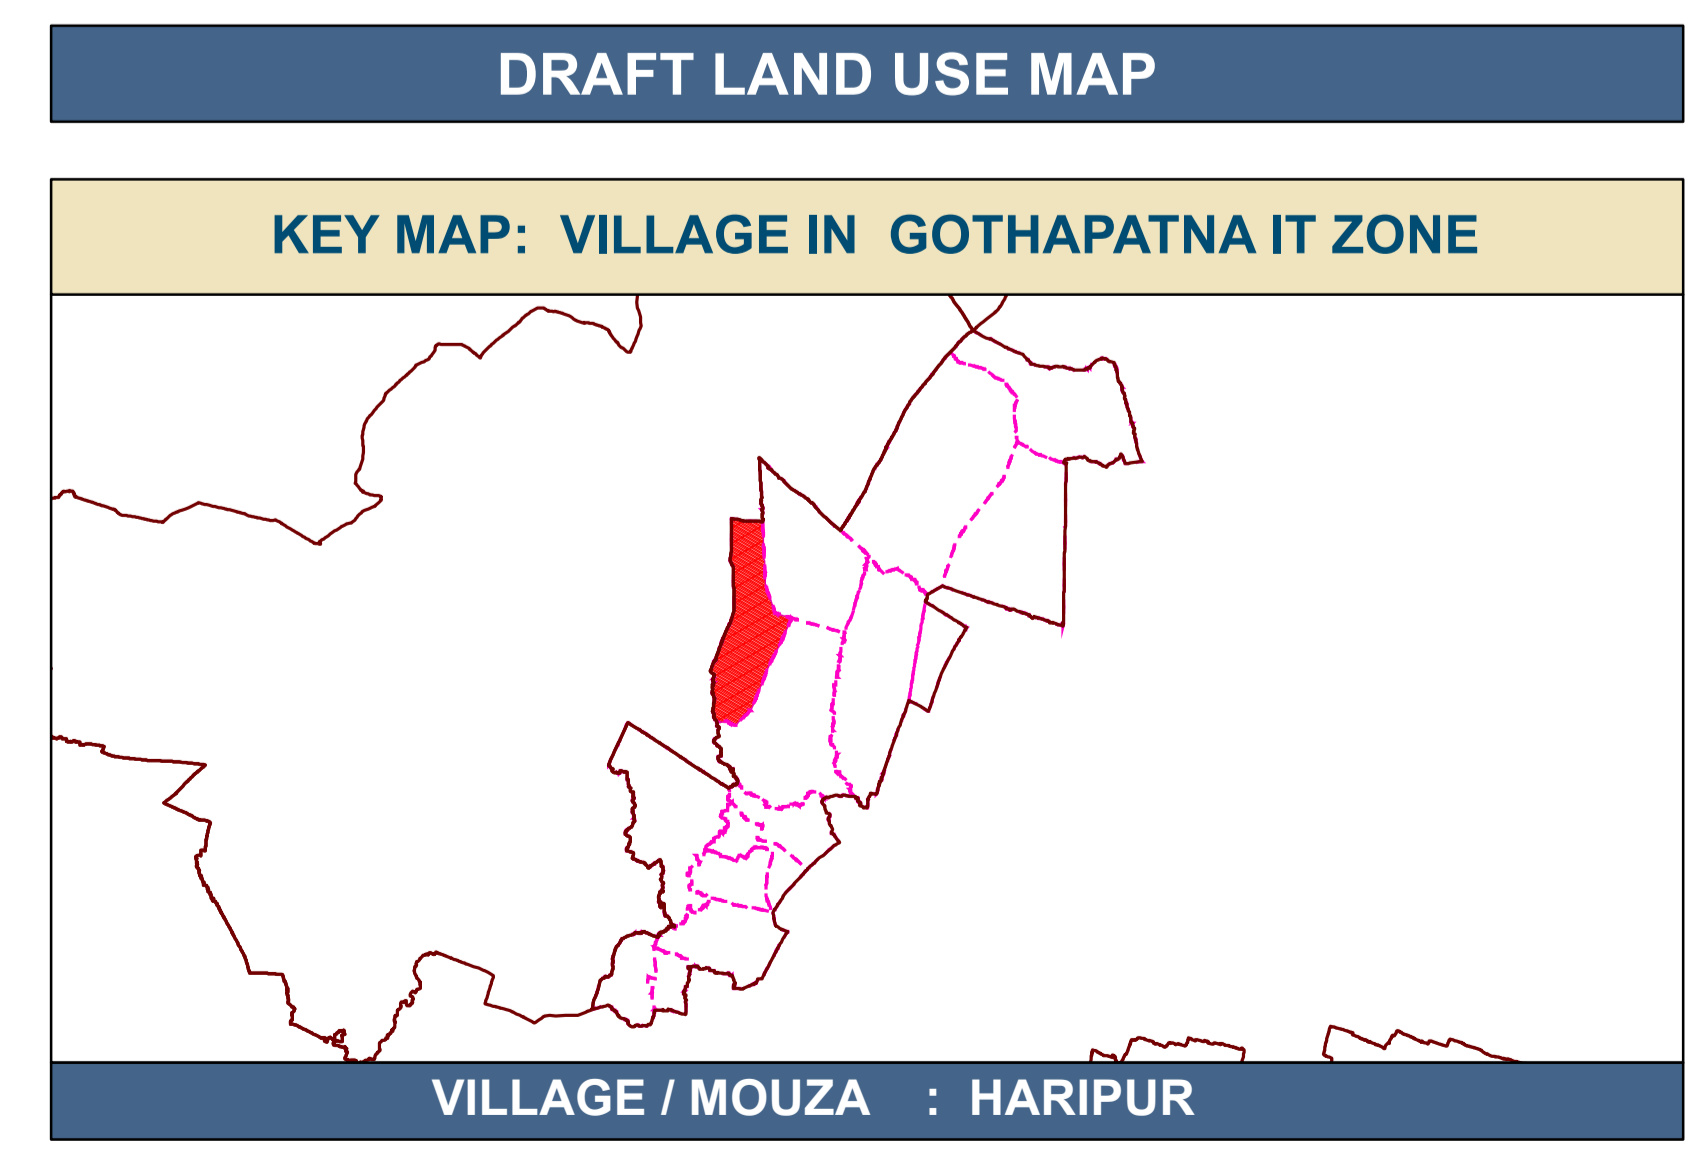 DRAFT LAND USE MAP
KEY MAP: VILLAGE IN GOTHAPATNA IT ZONE
VILLAGE / MOUZA : HARIPUR